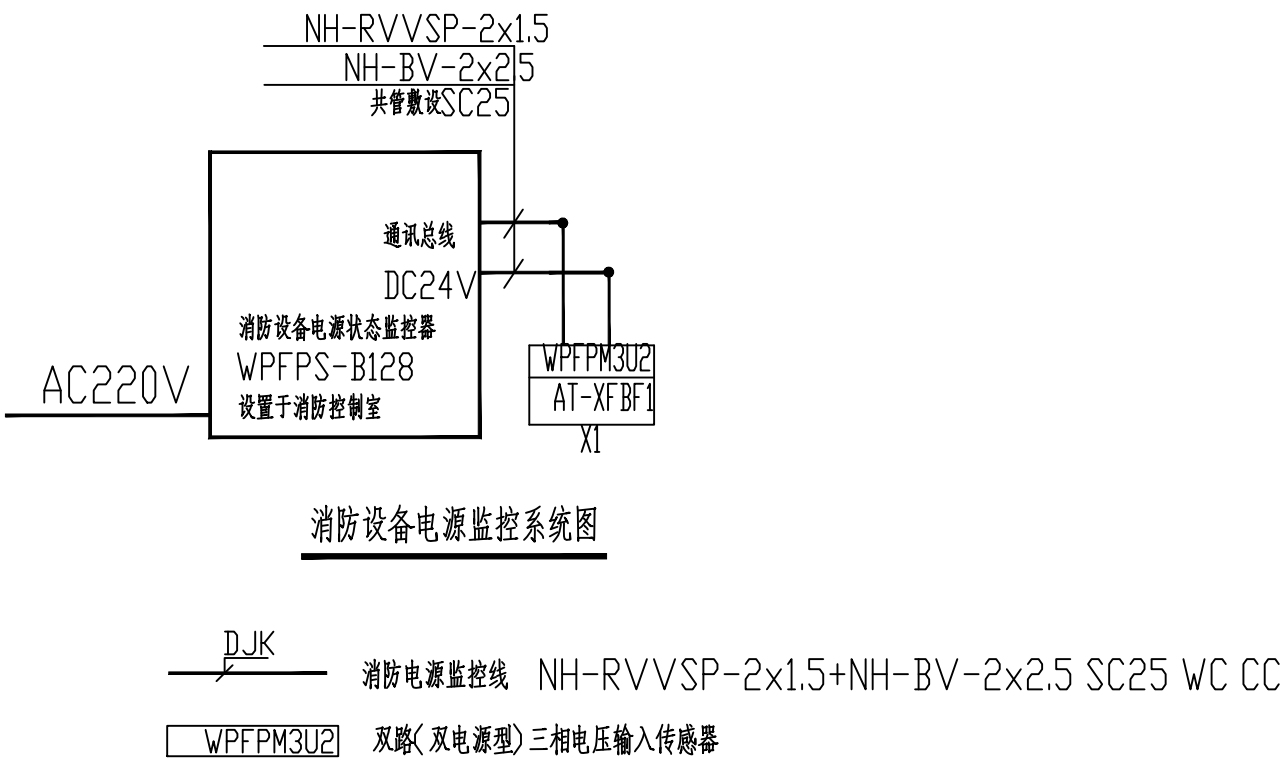 NH-RVVSP-2x1.5
NH-BV-2x2.5
共管敷设SC25
通讯总线
DC24V
消防设备电源状态监控器
WPFPS-B128
设置于消防控制室
AC220V
WPFPM3U2
AT-XFBF1
X1
消防设备电源监控系统图
DJK
消防电源监控线 NH-RVVSP-2x1.5+NH-BV-2x2.5 SC25 WC CC
WPFPM3U2 双路(双电源型)三相电压输入传感器